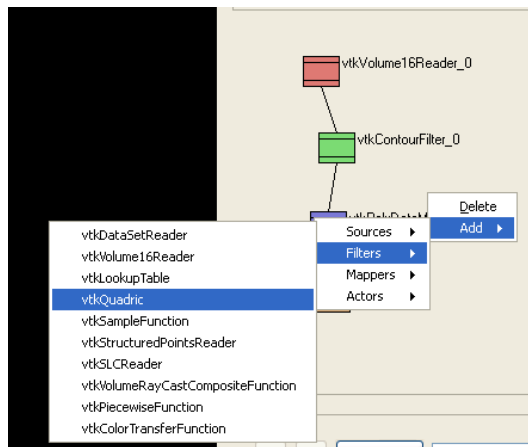 vtkVolume16Reader_0
vtkContourFilter_0
Delete
Add
Sources
Filters
Mappers
Actors
vtkDataSetReader
vtkVolume16Reader
vtkLookupTable
vtkQuadric
vtkSampleFunction
vtkStructuredPointsReader
vtkSLCReader
vtkVolumeRayCastCompositeFunction
vtkPiecewiseFunction
vtkColorTransferFunction